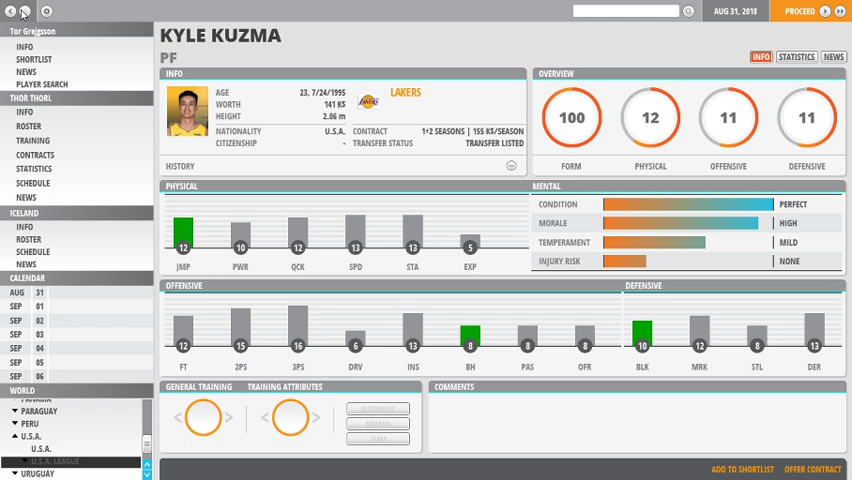 AUG 31, 2018
PROCEED
Tor Grejgsson
INFO
SHORTLIST
NEWS
PLAYER SEARCH
THOR THORL
INFO
ROSTER
TRAINING
CONTRACTS
STATISTICS
SCHEDULE
NEWS
ICELAND
INFO
ROSTER
SCHEDULE
NEWS
CALENDAR
AUG 31
SEP 01
SEP 02
SEP 03
SEP 04
SEP 05
SEP 06
WORLD
PANAMA
PARAGUAY
PERU
U.S.A.
U.S.A.
U.S.A. LEAGUE
URUGUAY
KYLE KUZMA
PF
INFO STATISTICS NEWS
INFO
AGE 23, 7/24/1995
WORTH 141 K$
HEIGHT 2.06 m
NATIONALITY U.S.A.
CITIZENSHIP -
LAKERS
LAKERS
CONTRACT 1+2 SEASONS | 155 K$/SEASON
TRANSFER STATUS TRANSFER LISTED
HISTORY
OVERVIEW
100 12 11 11
FORM PHYSICAL OFFENSIVE DEFENSIVE
PHYSICAL
12 10 12 13 13 5
JMP PWR QCK SPD STA EXP
MENTAL
CONDITION PERFECT
MORALE HIGH
TEMPERAMENT MILD
INJURY RISK NONE
OFFENSIVE
12 15 16 6 13 8 8 8
FT 2PS 3PS DRV INS BH PAS OFR
DEFENSIVE
10 12 8 13
BLK MRK STL DER
GENERAL TRAINING TRAINING ATTRIBUTES
AUTOMATIC
MANUAL
TEAM
COMMENTS
ADD TO SHORTLIST OFFER CONTRACT